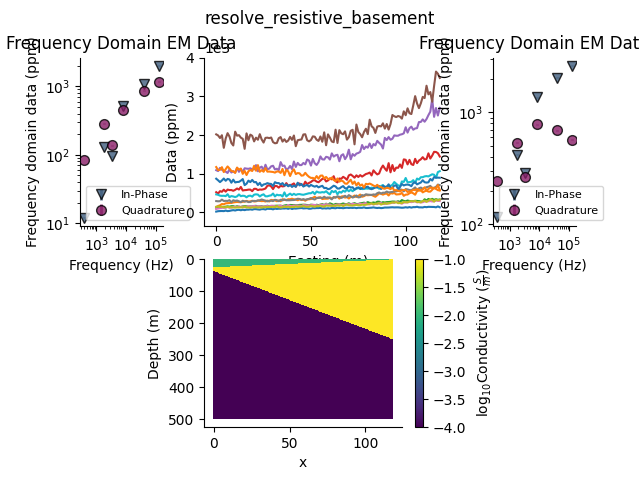 resolve_resistive_basement
Frequency Domain EM Data
Frequency domain data (ppm)
10³
10²
10¹
In-Phase
Quadrature
10³ 10⁴ 10⁵
Frequency (Hz)
1e3
Data (ppm)
4
3
2
1
0
0 50 100
Easting (m)
Frequency Domain EM Dat
Frequency domain data (ppm)
10³
10²
In-Phase
Quadrature
10³ 10⁴ 10⁵
Frequency (Hz)
Depth (m)
0
100
200
300
400
500
0 50 100
x
−1.0
−1.5
−2.0
−2.5
−3.0
−3.5
−4.0
log₁₀Conductivity (S/m)